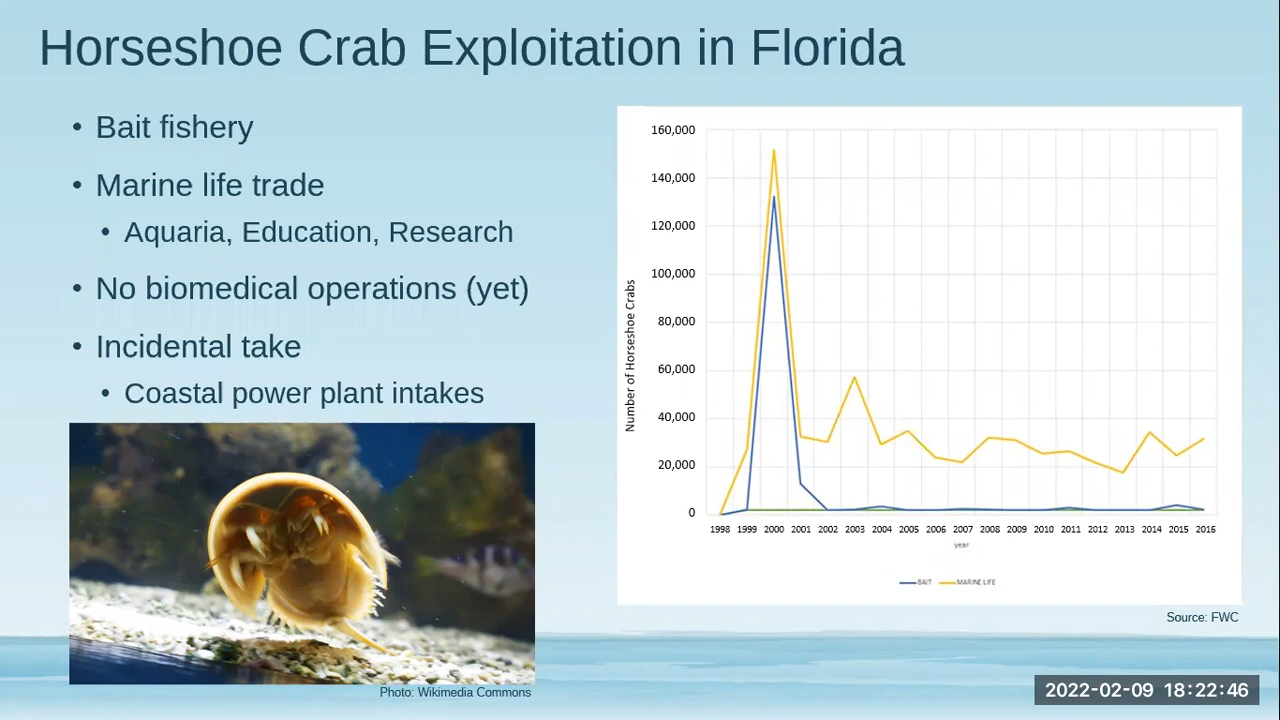 Horseshoe Crab Exploitation in Florida
• Bait fishery
• Marine life trade
• Aquaria, Education, Research
• No biomedical operations (yet)
• Incidental take
• Coastal power plant intakes
Photo: Wikimedia Commons
Number of Horseshoe Crabs
160,000
140,000
120,000
100,000
80,000
60,000
40,000
20,000
0
1998 1999 2000 2001 2002 2003 2004 2005 2006 2007 2008 2009 2010 2011 2012 2013 2014 2015 2016
year
BAIT MARINE LIFE
Source: FWC
2022-02-09 18:22:46